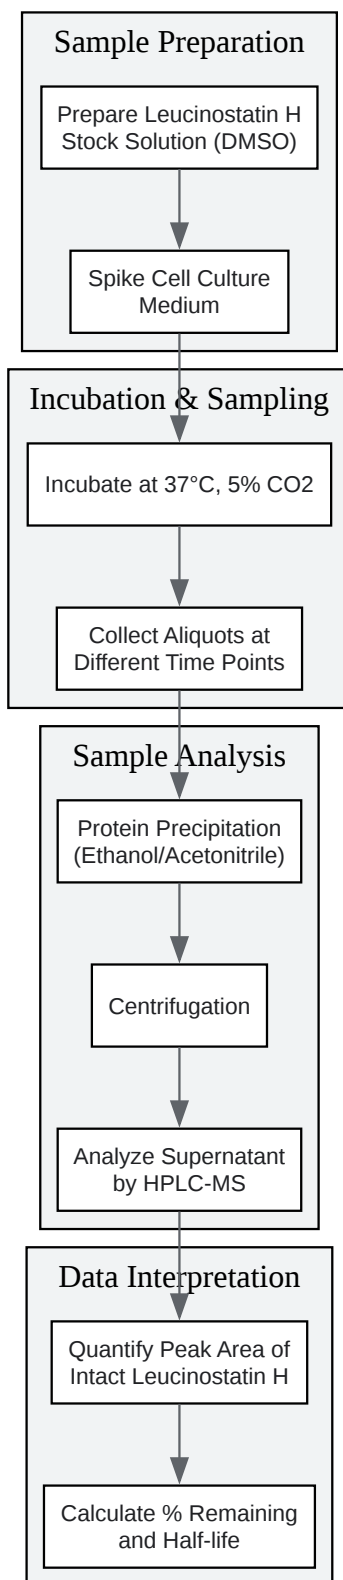 Sample Preparation
Prepare Leucinostatin H
Stock Solution (DMSO)
Spike Cell Culture
Medium
Incubation & Sampling
Incubate at 37°C, 5% CO2
Collect Aliquots at
Different Time Points
Sample Analysis
Protein Precipitation
(Ethanol/Acetonitrile)
Centrifugation
Analyze Supernatant
by HPLC-MS
Data Interpretation
Quantify Peak Area of
Intact Leucinostatin H
Calculate % Remaining
and Half-life